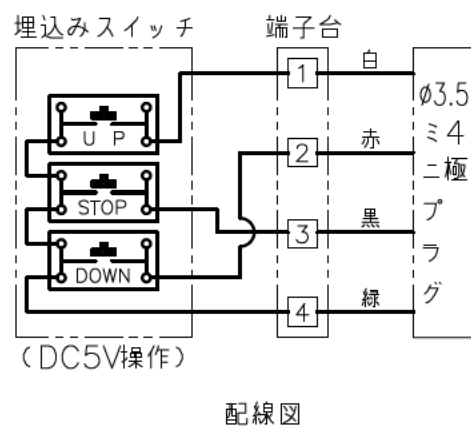 埋込みスイッチ
端子台
UP
STOP
DOWN
(DC5V操作)
1
2
3
4
白
赤
黒
緑
φ3.5
ミ4
ニ極
プ
ラ
グ
配線図